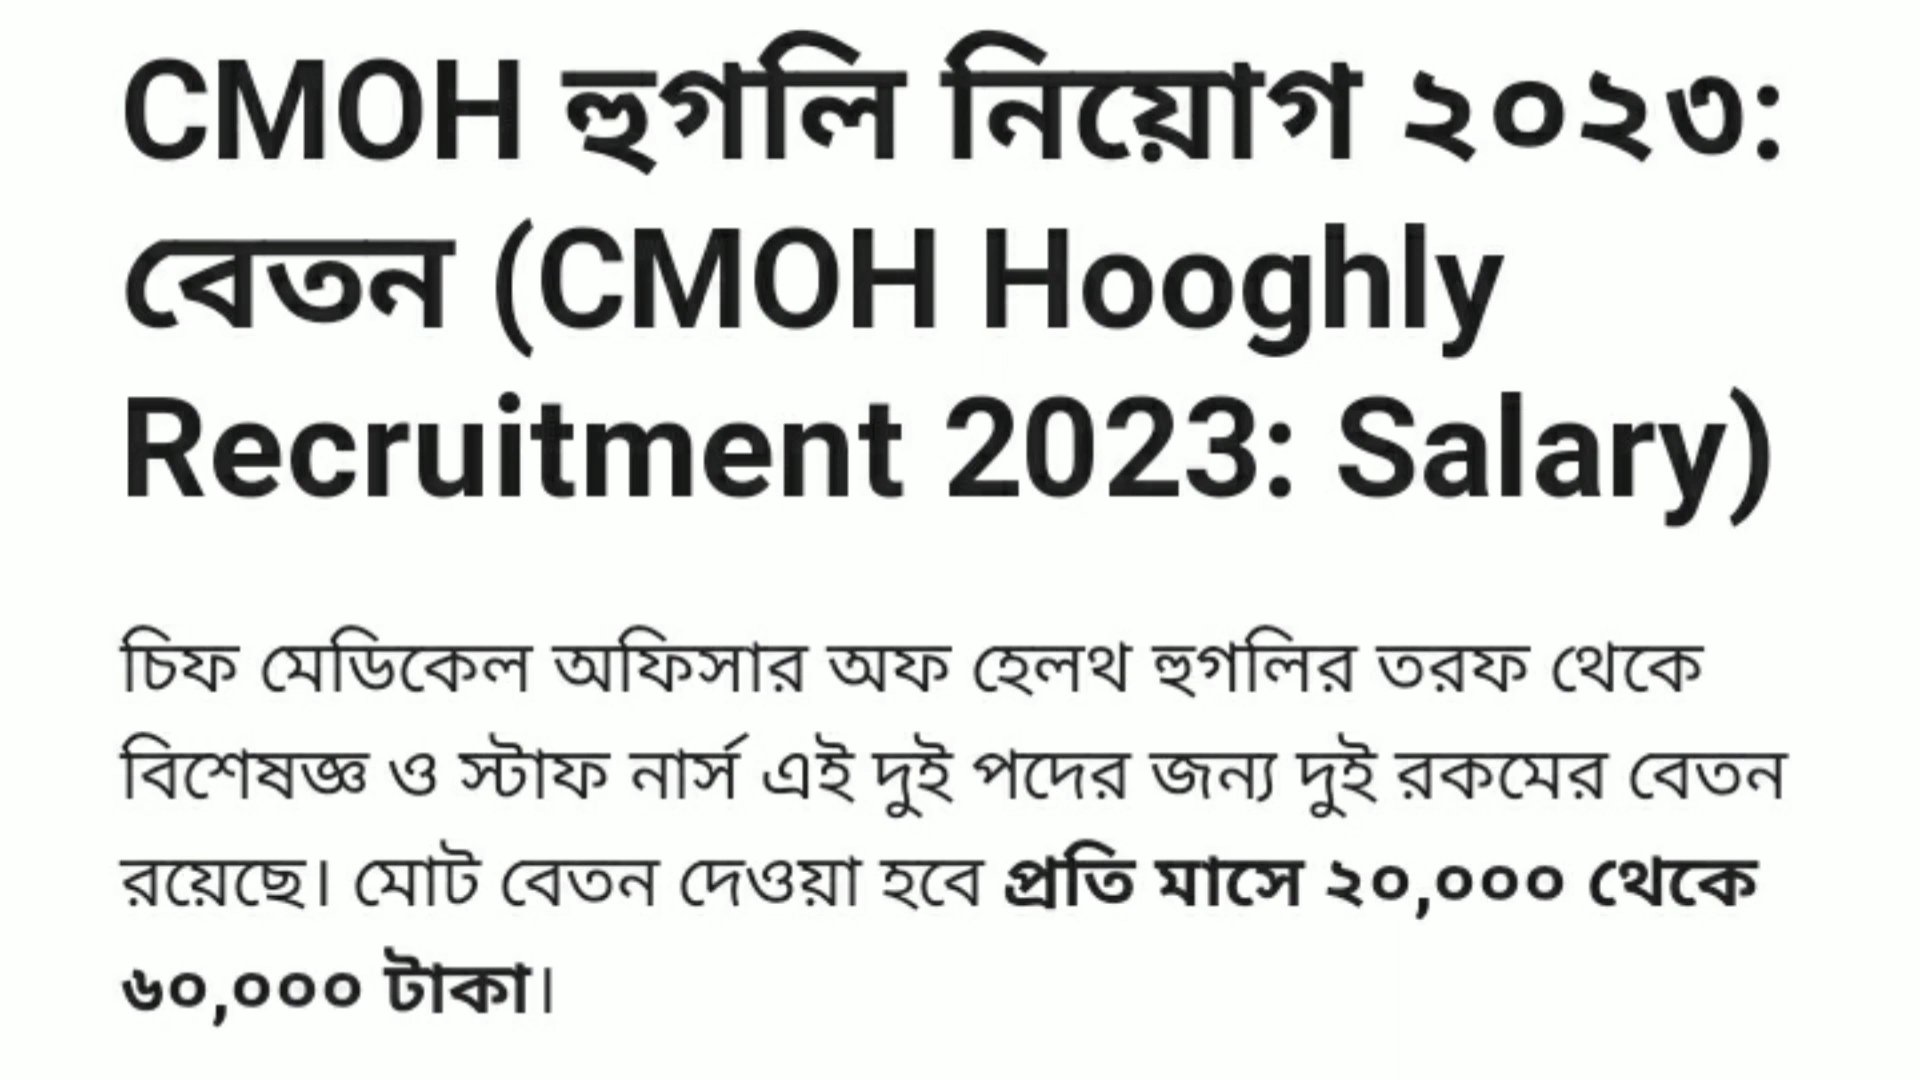 CMOH হুগলি নিয়োগ ২০২৩:
বেতন (CMOH Hooghly
Recruitment 2023: Salary)
চিফ মেডিকেল অফিসার অফ হেলথ হুগলির তরফ থেকে
বিশেষজ্ঞ ও স্টাফ নার্স এই দুই পদের জন্য দুই রকমের বেতন
রয়েছে। মোট বেতন দেওয়া হবে প্রতি মাসে ২০,০০০ থেকে
৬০,০০০ টাকা।